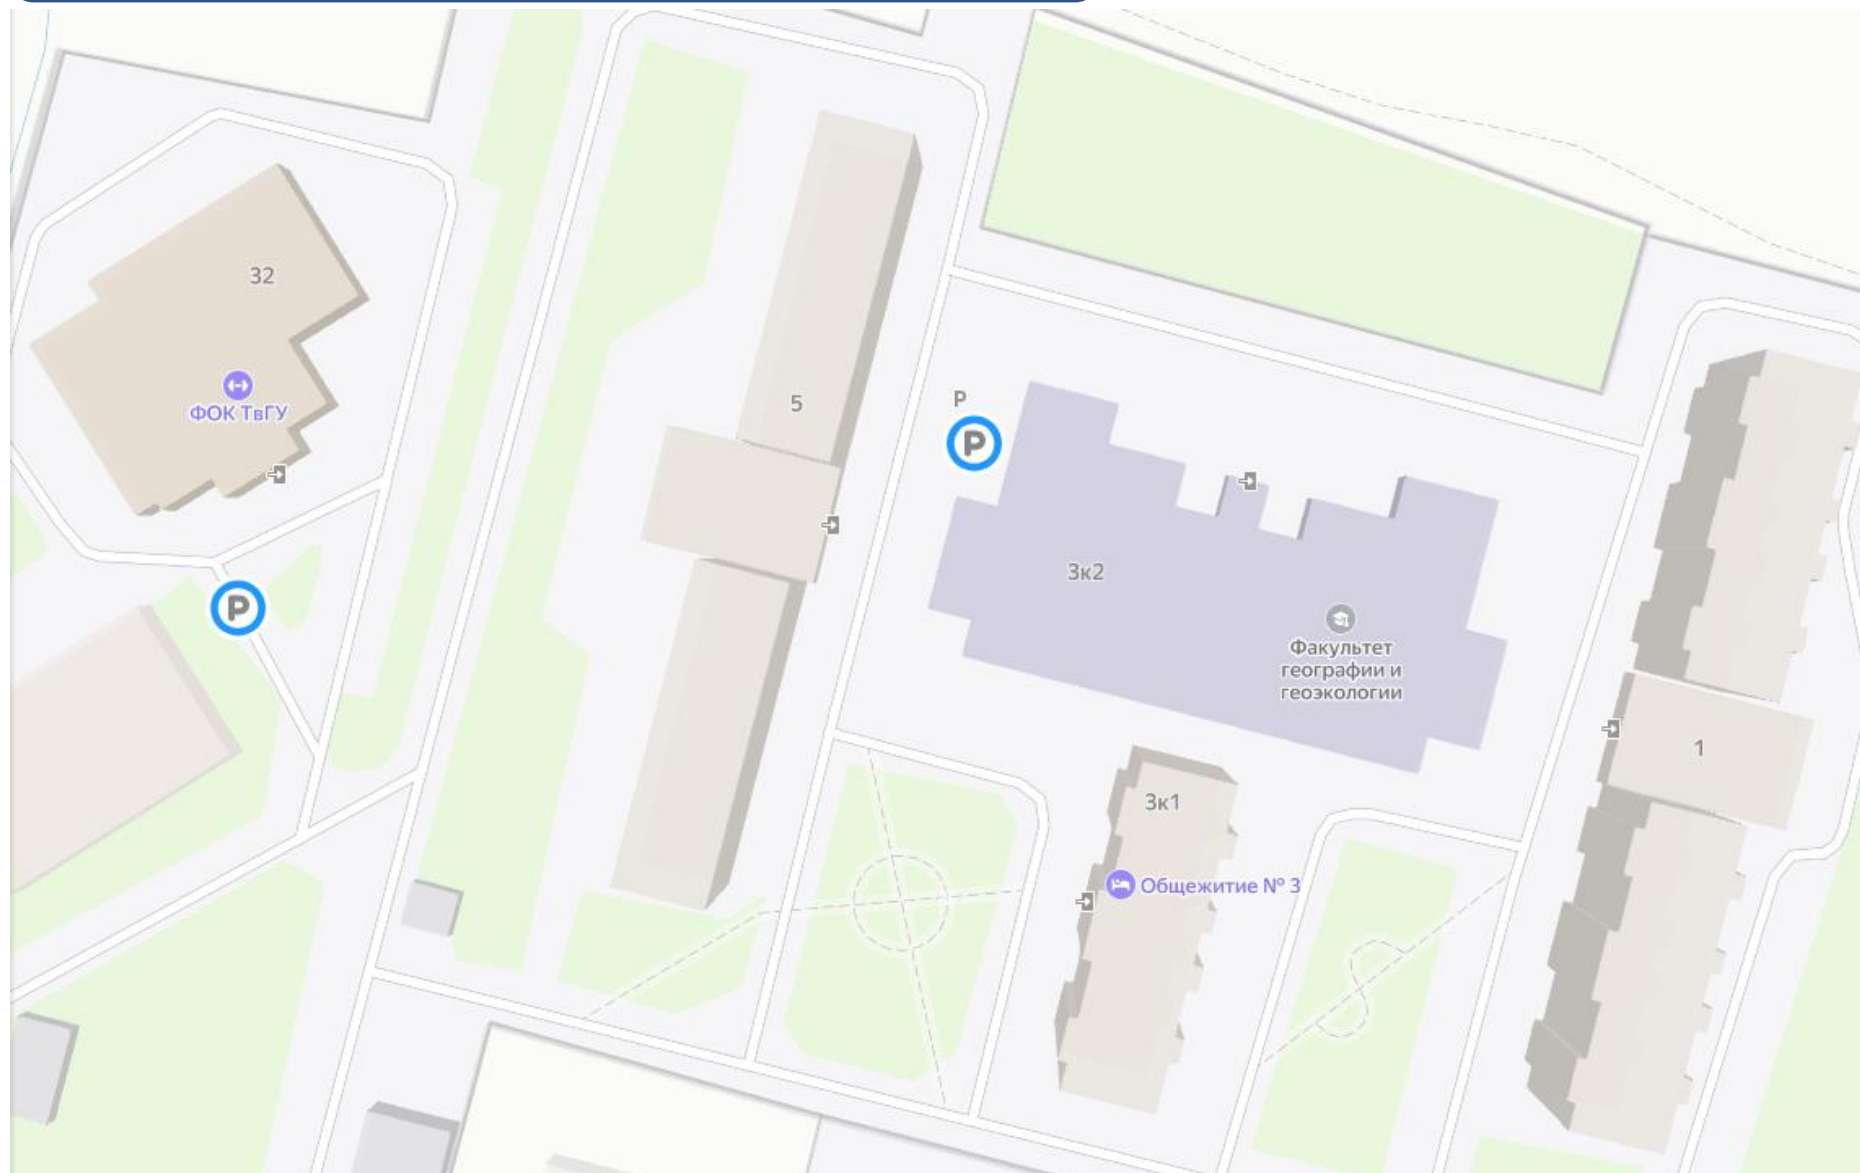 32
ФОК ТвГУ
5
P
P
3к2
P
Факультет
географии и
геоэкологии
1
3к1
Общежитие № 3